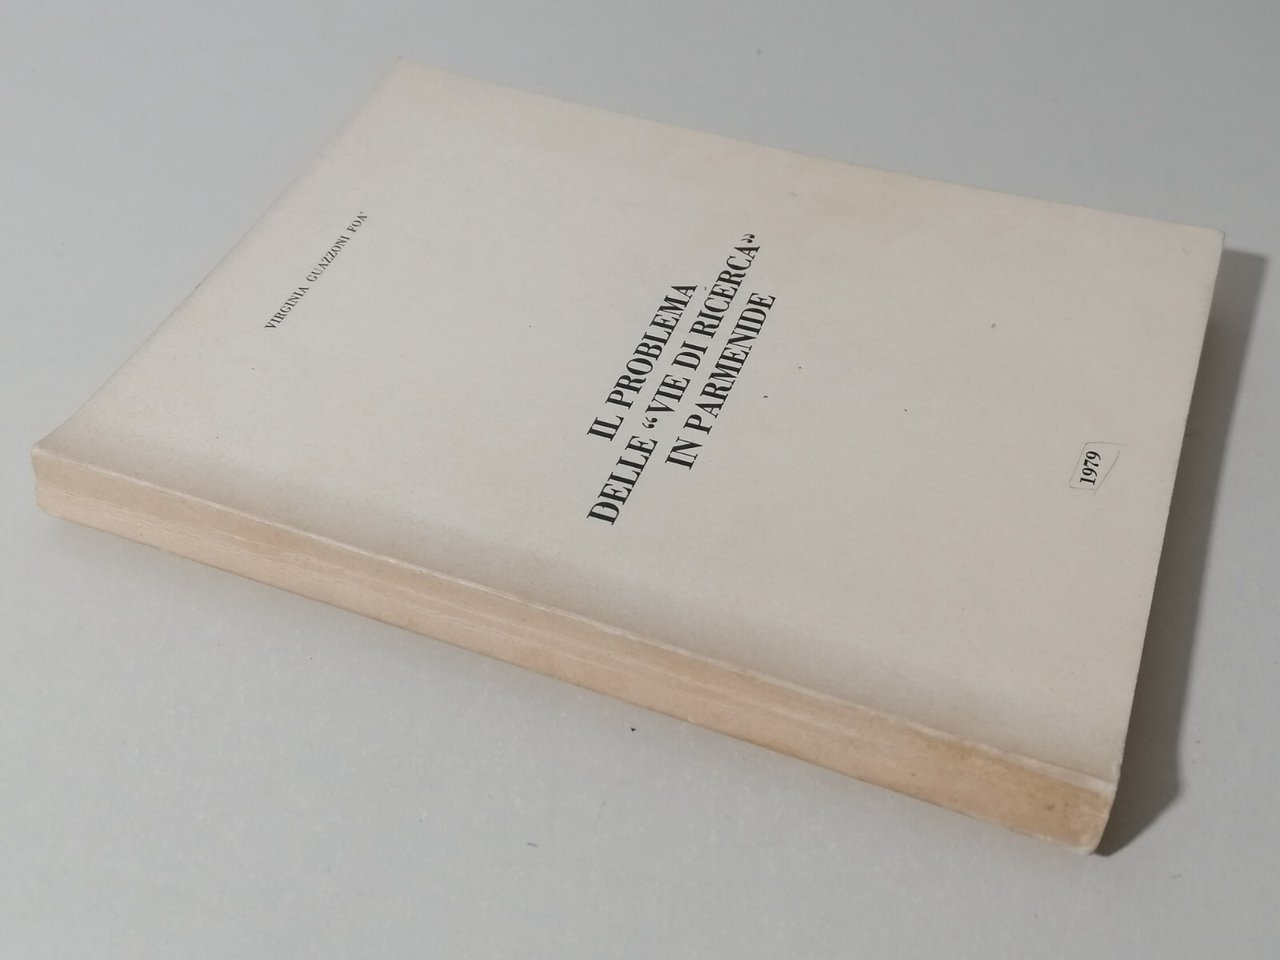 VIRGINIA GUAZZONI FOA'
IL PROBLEMA
DELLE “VIE DI RICERCA”
IN PARMENIDE
1979